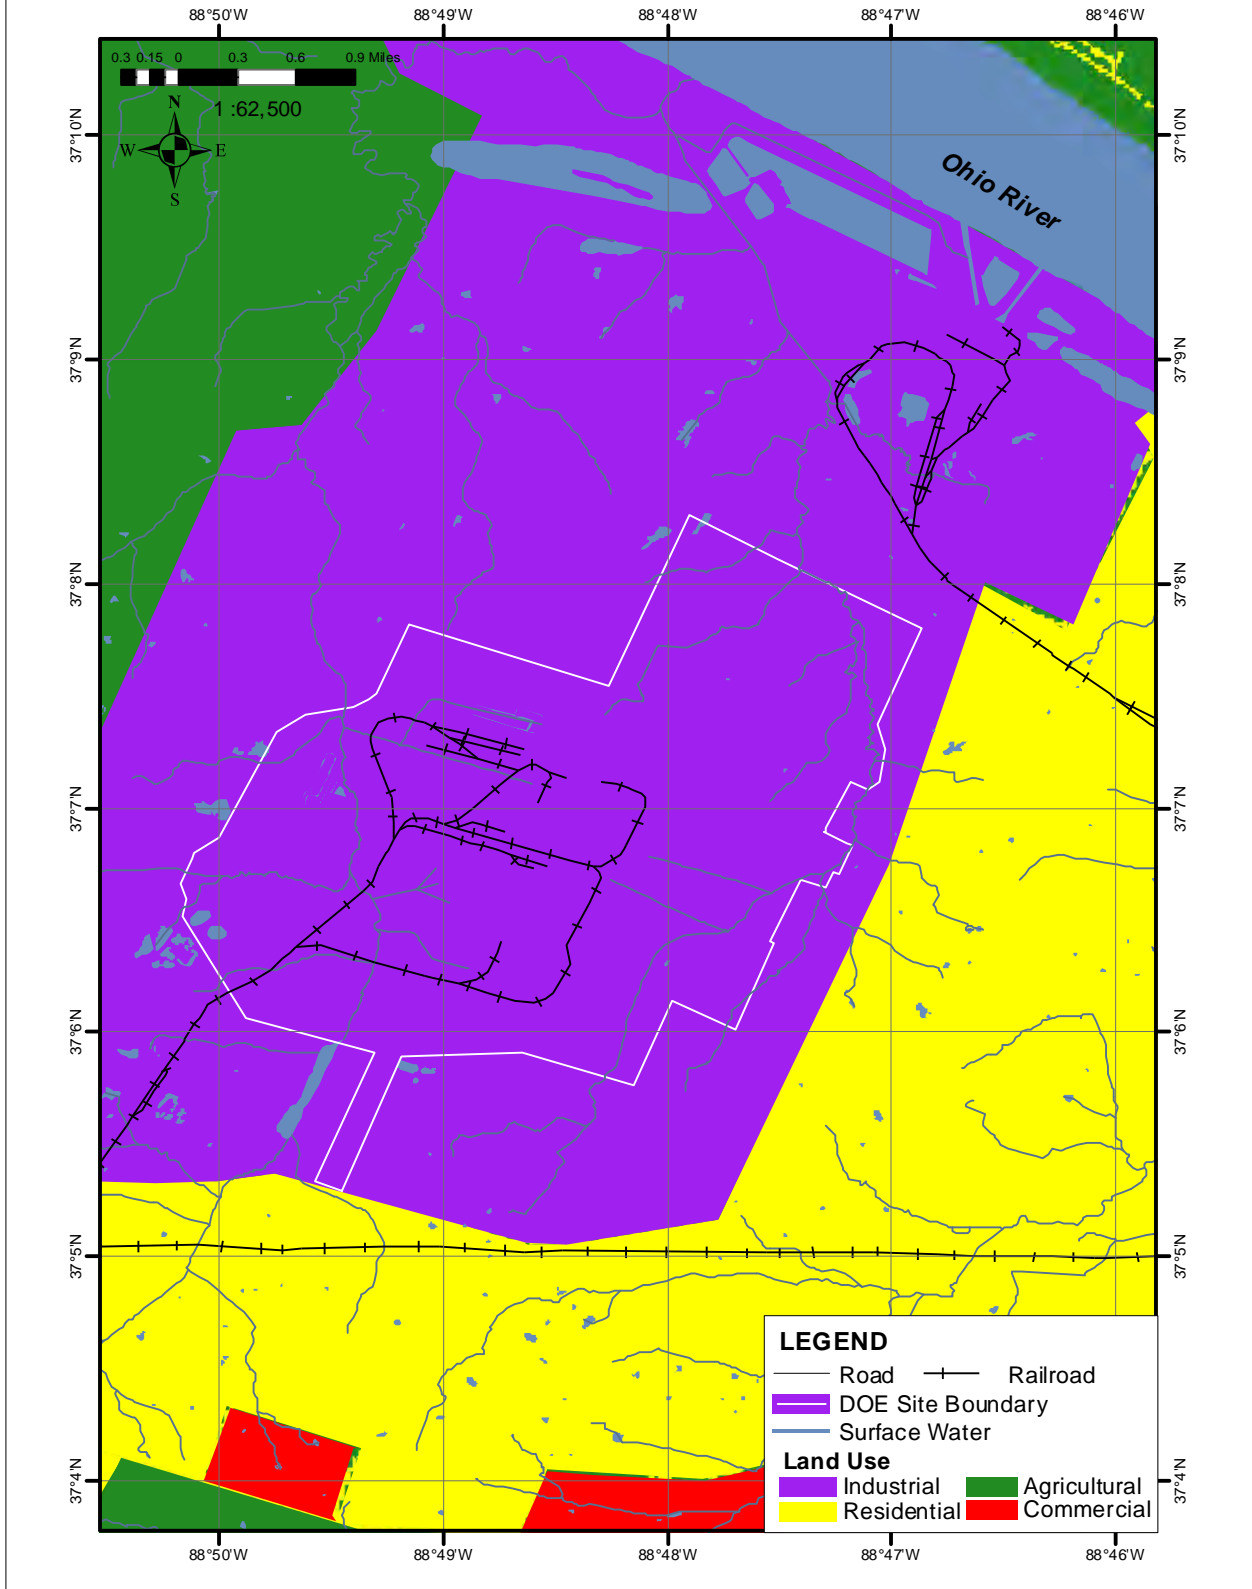 88°50'W 88°49'W 88°48'W 88°47'W 88°46'W
0.3 0.15 0 0.3 0.6 0.9 Miles
1 :62,500
N
W E
S
37°10'N 37°10'N
Ohio River
37°9'N 37°9'N
37°8'N 37°8'N
37°7'N 37°7'N
37°6'N 37°6'N
37°5'N 37°5'N
LEGEND
Road Railroad
DOE Site Boundary
Surface Water
Land Use
Industrial Agricultural
Residential Commercial
37°4'N 37°4'N
88°50'W 88°49'W 88°48'W 88°47'W 88°46'W